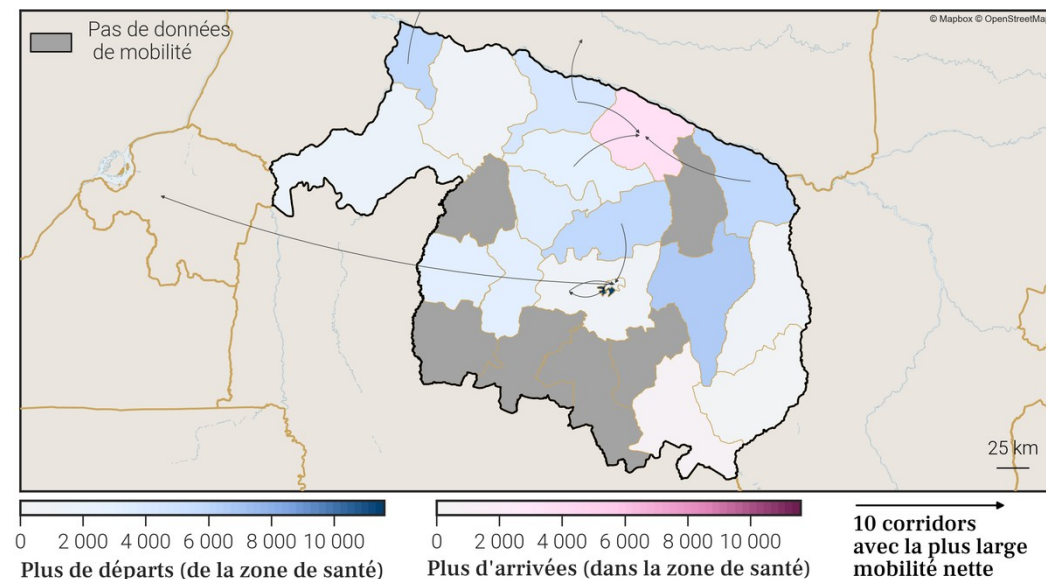 © Mapbox © OpenStreetMap
Pas de données
de mobilité
25 km
0 2 000 4 000 6 000 8 000 10 000
Plus de départs (de la zone de santé)
0 2 000 4 000 6 000 8 000 10 000
Plus d'arrivées (dans la zone de santé)
10 corridors
avec la plus large
mobilité nette